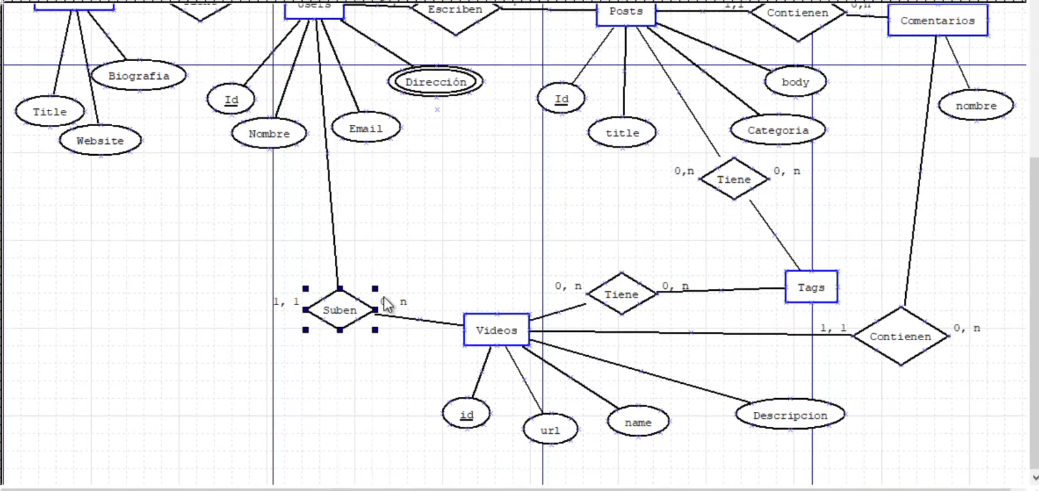 Users
Escriben
Posts
1,1
Contienen
0,n
Comentarios
Biografia
Title
Website
Id
Nombre
Email
Dirección
Id
title
body
Categoria
nombre
0,n
Tiene
0, n
1, 1
Suben
0, n
0, n
Tiene
0, n
Tags
Videos
1, 1
Contienen
0, n
id
url
name
Descripcion